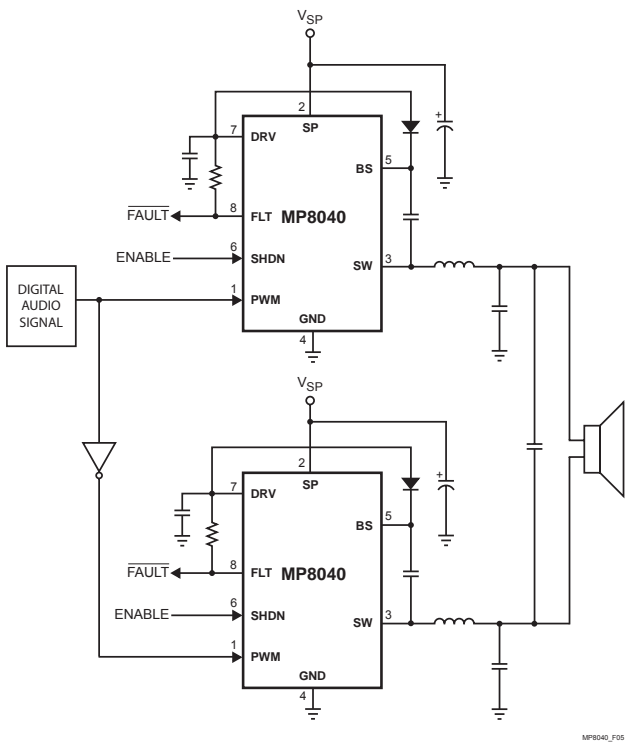 VSP
2
SP
7
DRV
5
BS
8
FAULT
FLT
MP8040
6
ENABLE
SHDN
3
SW
DIGITAL
AUDIO
SIGNAL
1
PWM
GND
4
+
VSP
2
SP
7
DRV
5
BS
8
FAULT
FLT
MP8040
6
ENABLE
SHDN
3
SW
1
PWM
GND
4
+
MP8040_F05